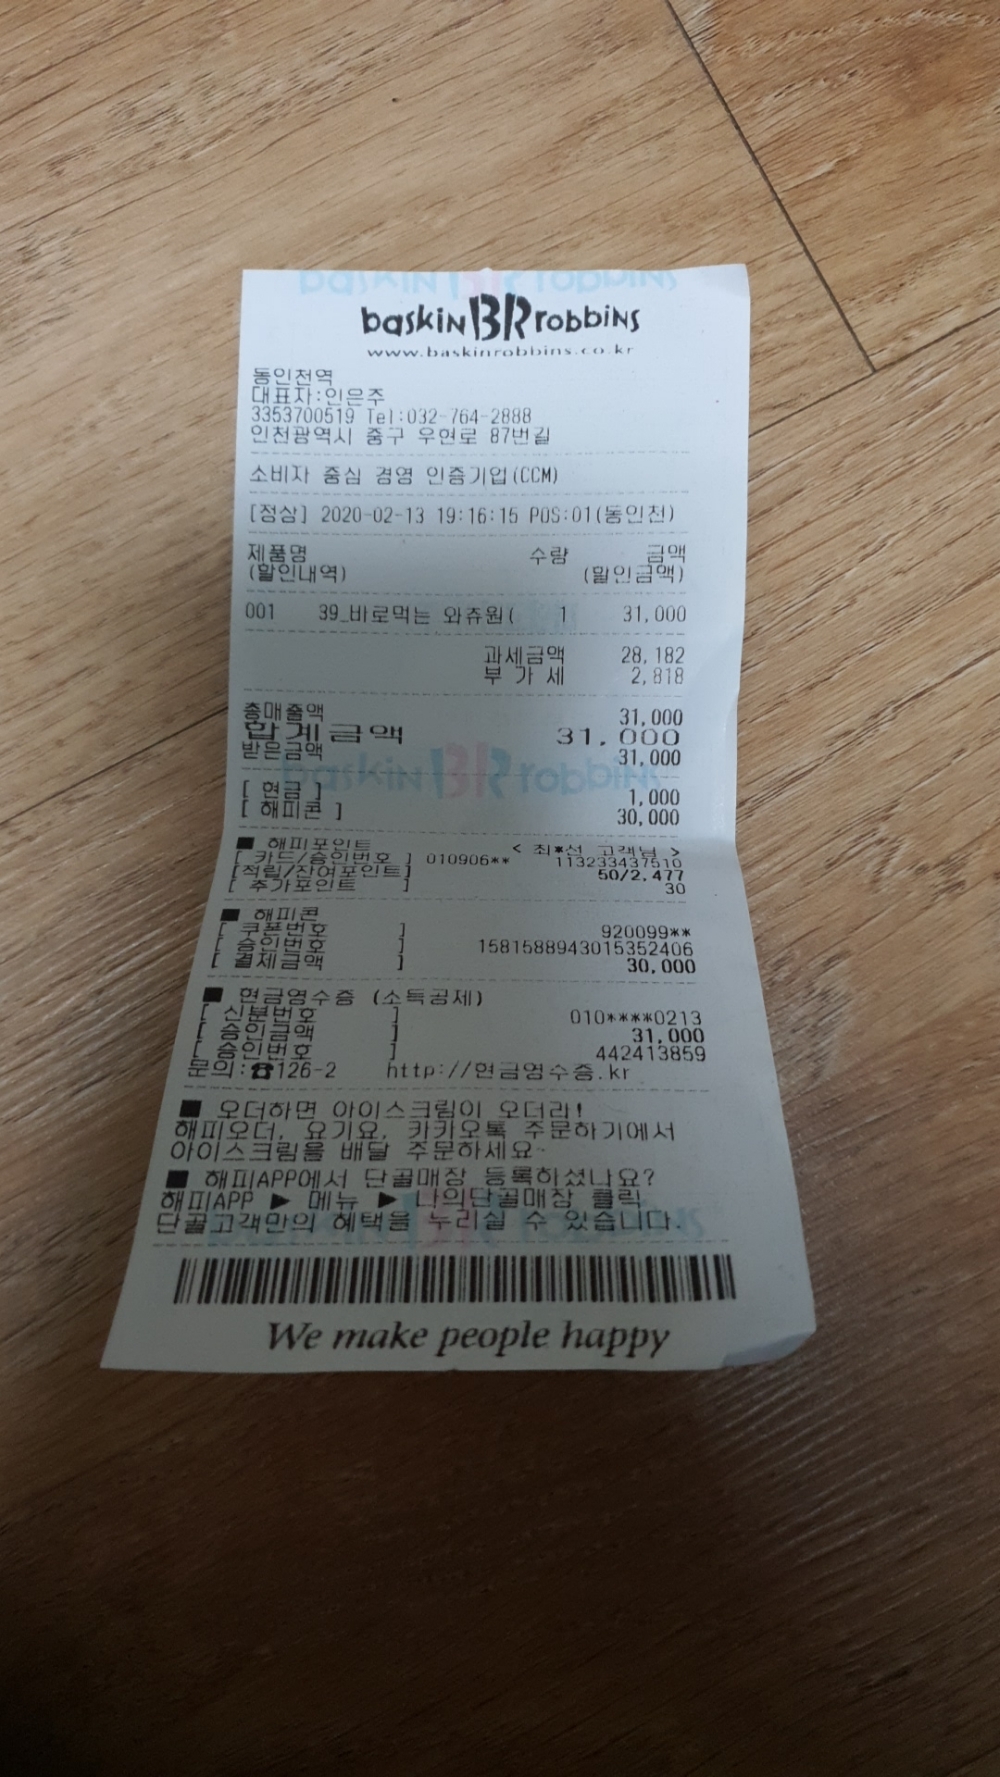 baskin BR robbins
www.baskinrobbins.co.kr
동인천역
대표자:인은주
3353700519 Tel:032-764-2888
인천광역시 중구 우현로 87번길
소비자 중심 경영 인증기업(CCM)
[정상] 2020-02-13 19:16:15 POS:01(동인천)
제품명 수량 금액
(할인내역) (할인금액)
001 39_바로먹는 와츄원( 1 31,000
과세금액 28,182
부 가 세 2,818
총매출액 31,000
합계금액 31,000
받은금액 31,000
[ 현금 ] 1,000
[ 해피콘 ] 30,000
■ 해피포인트 < 최*선 고객님 >
[ 카드/승인번호 ] 010906** 113233437510
[적립/잔여포인트] 50/2,477
[ 추가포인트 ] 30
■ 해피콘
[ 쿠폰번호 ] 920099**
[ 승인번호 ] 1581588943015352406
[ 결제금액 ] 30,000
■ 현금영수증 (소득공제)
[ 신분번호 ] 010****0213
[ 승인금액 ] 31,000
[ 승인번호 ] 442413859
문의:☎126-2 http://현금영수증.kr
■ 오더하면 아이스크림이 오더라!
해피오더, 요기요, 카카오톡 주문하기에서
아이스크림을 배달 주문하세요~
■ 해피APP에서 단골매장 등록하셨나요?
해피APP ▶ 메뉴 ▶ 나의단골매장 클릭
단골고객만의 혜택을 누리실 수 있습니다.
We make people happy